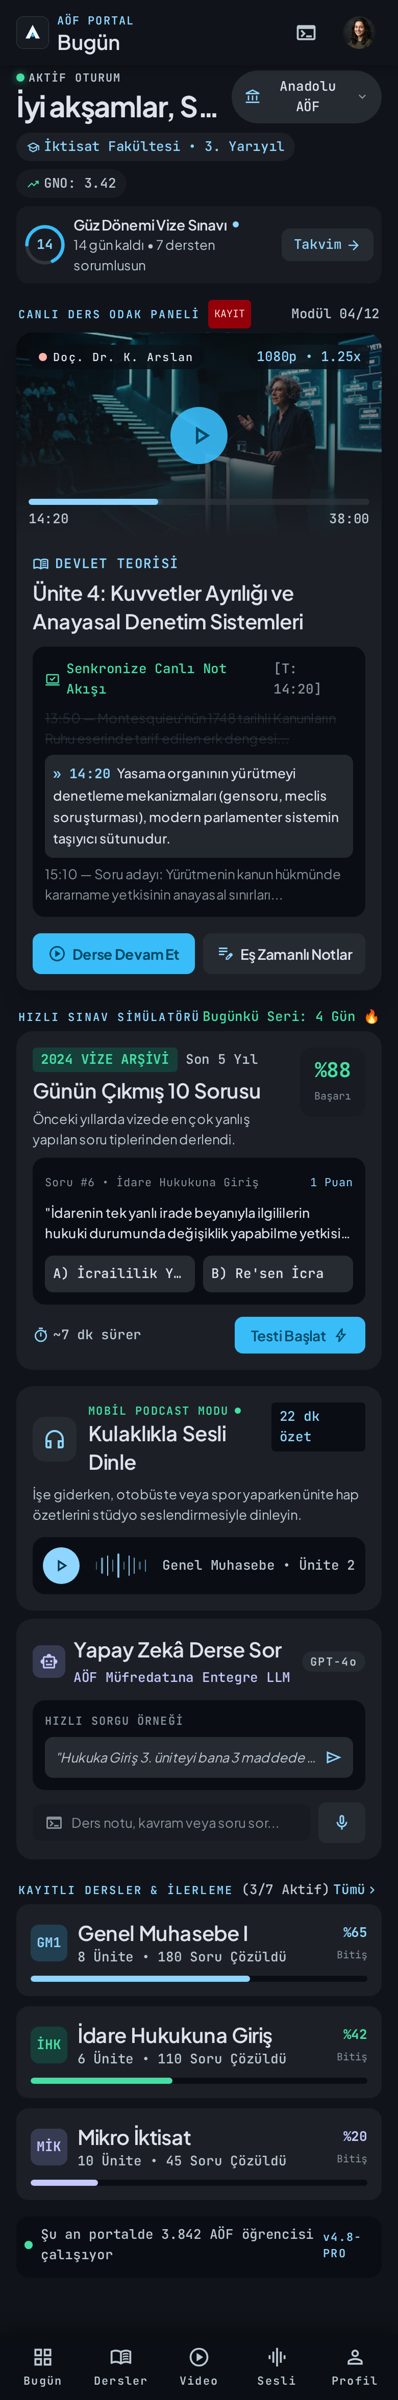 AÖF PORTAL
Bugün
AKTİF OTURUM
İyi akşamlar, S...
Anadolu
AÖF
İktisat Fakültesi • 3. Yarıyıl
GNO: 3.42
14
Güz Dönemi Vize Sınavı
14 gün kaldı • 7 dersten
sorumlusun
Takvim →
CANLI DERS ODAK PANELİ
KAYIT
Modül 04/12
Doç. Dr. K. Arslan
1080p • 1.25x
14:20
38:00
DEVLET TEORİSİ
Ünite 4: Kuvvetler Ayrılığı ve
Anayasal Denetim Sistemleri
Senkronize Canlı Not
Akışı
[T:
14:20]
13:50 — Montesquieu'nün 1748 tarihli Kanunların
Ruhu eserinde tarif edilen erk dengesi...
» 14:20 Yasama organının yürütmeyi
denetleme mekanizmaları (gensoru, meclis
soruşturması), modern parlamenter sistemin
taşıyıcı sütunudur.
15:10 — Soru adayı: Yürütmenin kanun hükmünde
kararname yetkisinin anayasal sınırları...
Derse Devam Et
Eş Zamanlı Notlar
HIZLI SINAV SİMÜLATÖRÜ
Bugünkü Seri: 4 Gün 🔥
2024 VİZE ARŞİVİ
Son 5 Yıl
%88
Başarı
Günün Çıkmış 10 Sorusu
Önceki yıllarda vizede en çok yanlış
yapılan soru tiplerinden derlendi.
Soru #6 • İdare Hukukuna Giriş
1 Puan
"İdarenin tek yanlı irade beyanıyla ilgililerin
hukuki durumunda değişiklik yapabilme yetkisi...
A) İcraililik Y…
B) Re'sen İcra
~7 dk sürer
Testi Başlat
MOBİL PODCAST MODU
Kulaklıkla Sesli
Dinle
22 dk
özet
İşe giderken, otobüste veya spor yaparken ünite hap
özetlerini stüdyo seslendirmesiyle dinleyin.
Genel Muhasebe • Ünite 2
Yapay Zekâ Derse Sor
AÖF Müfredatına Entegre LLM
GPT-4o
HIZLI SORGU ÖRNEĞİ
"Hukuka Giriş 3. üniteyi bana 3 maddede ...
Ders notu, kavram veya soru sor...
KAYITLI DERSLER & İLERLEME
(3/7 Aktif)
Tümü ›
GM1
Genel Muhasebe I
8 Ünite • 180 Soru Çözüldü
%65
Bitiş
İHK
İdare Hukukuna Giriş
6 Ünite • 110 Soru Çözüldü
%42
Bitiş
MİK
Mikro İktisat
10 Ünite • 45 Soru Çözüldü
%20
Bitiş
Şu an portalde 3.842 AÖF öğrencisi
çalışıyor
v4.8-
PRO
Bugün
Dersler
Video
Sesli
Profil